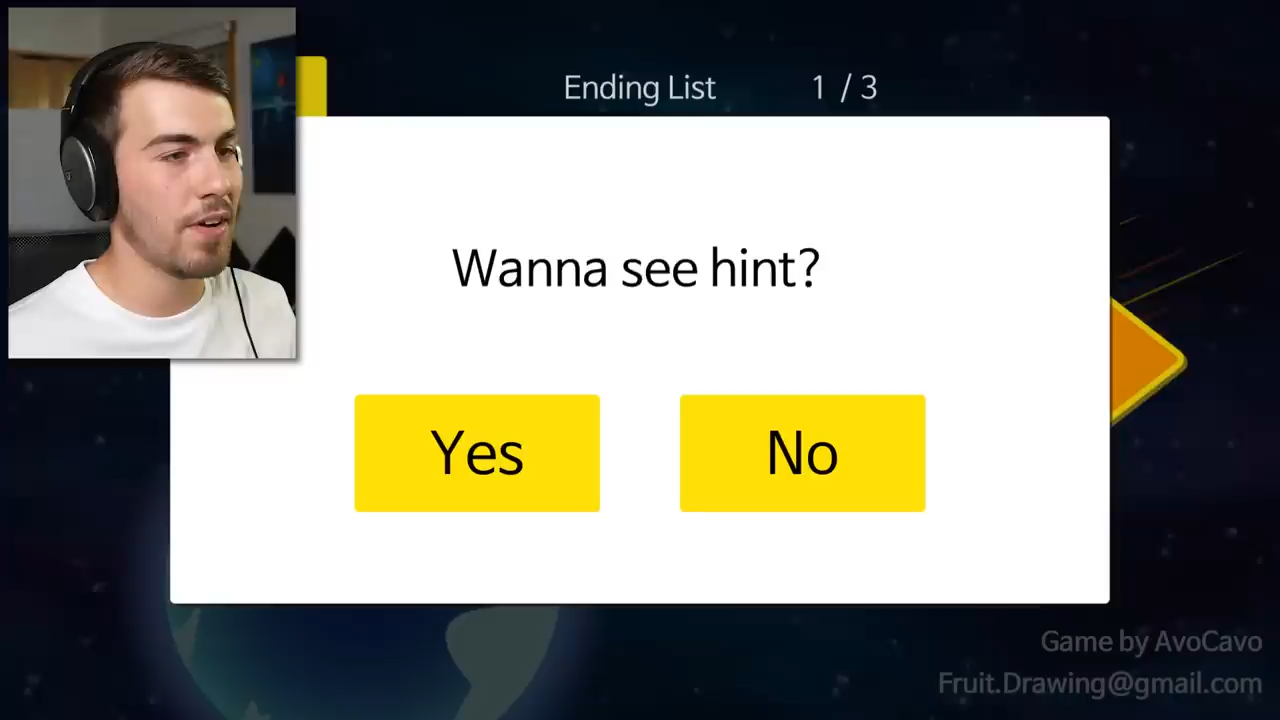 Ending List 1 / 3
Wanna see hint?
Yes No
Game by AvoCavo
Fruit.Drawing@gmail.com